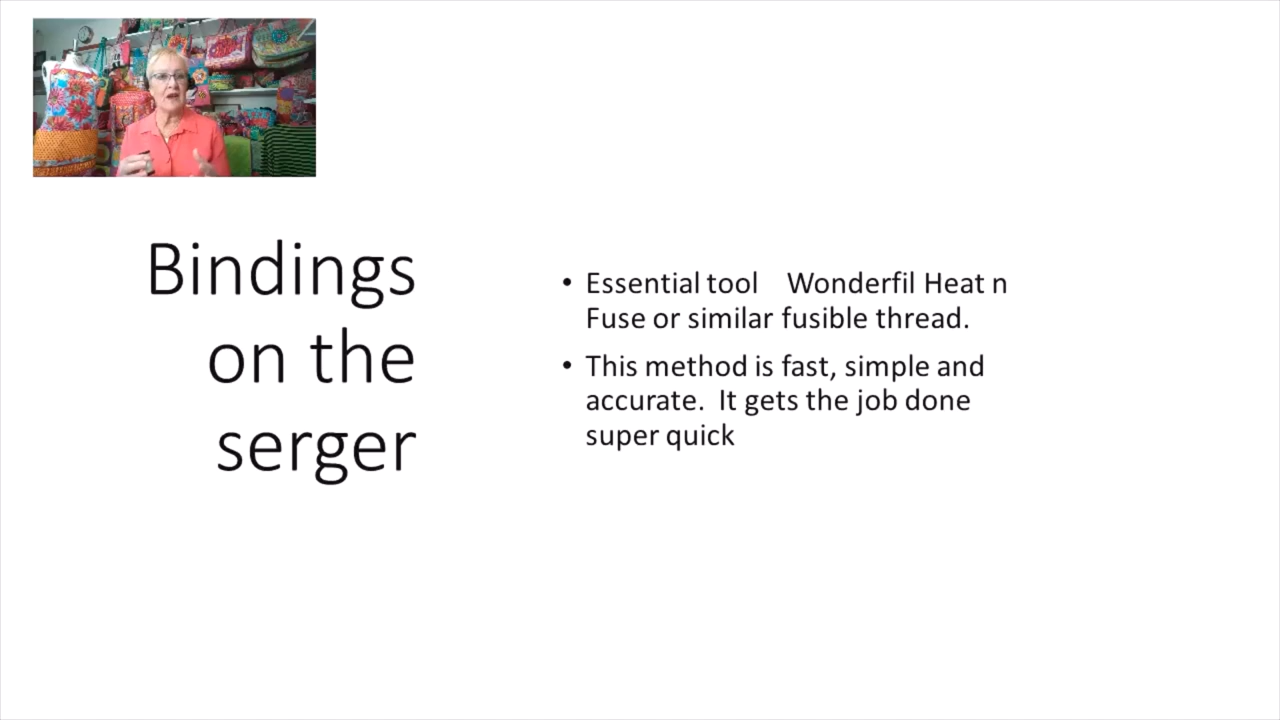 Bindings
on the
serger
• Essential tool    Wonderfil Heat n
Fuse or similar fusible thread.
• This method is fast, simple and
accurate.  It gets the job done
super quick